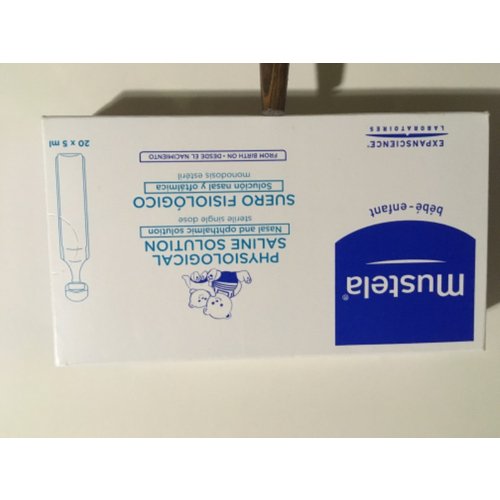 mustela®
bébé - enfant
EXPANSCIENCE®
LABORATOIRES
PHYSIOLOGICAL
SALINE SOLUTION
Nasal and ophthalmic solution
sterile single dose
SUERO FISIOLÓGICO
Solución nasal y oftálmica
monodosis estéril
FROM BIRTH ON • DESDE EL NACIMIENTO
20 x 5 ml